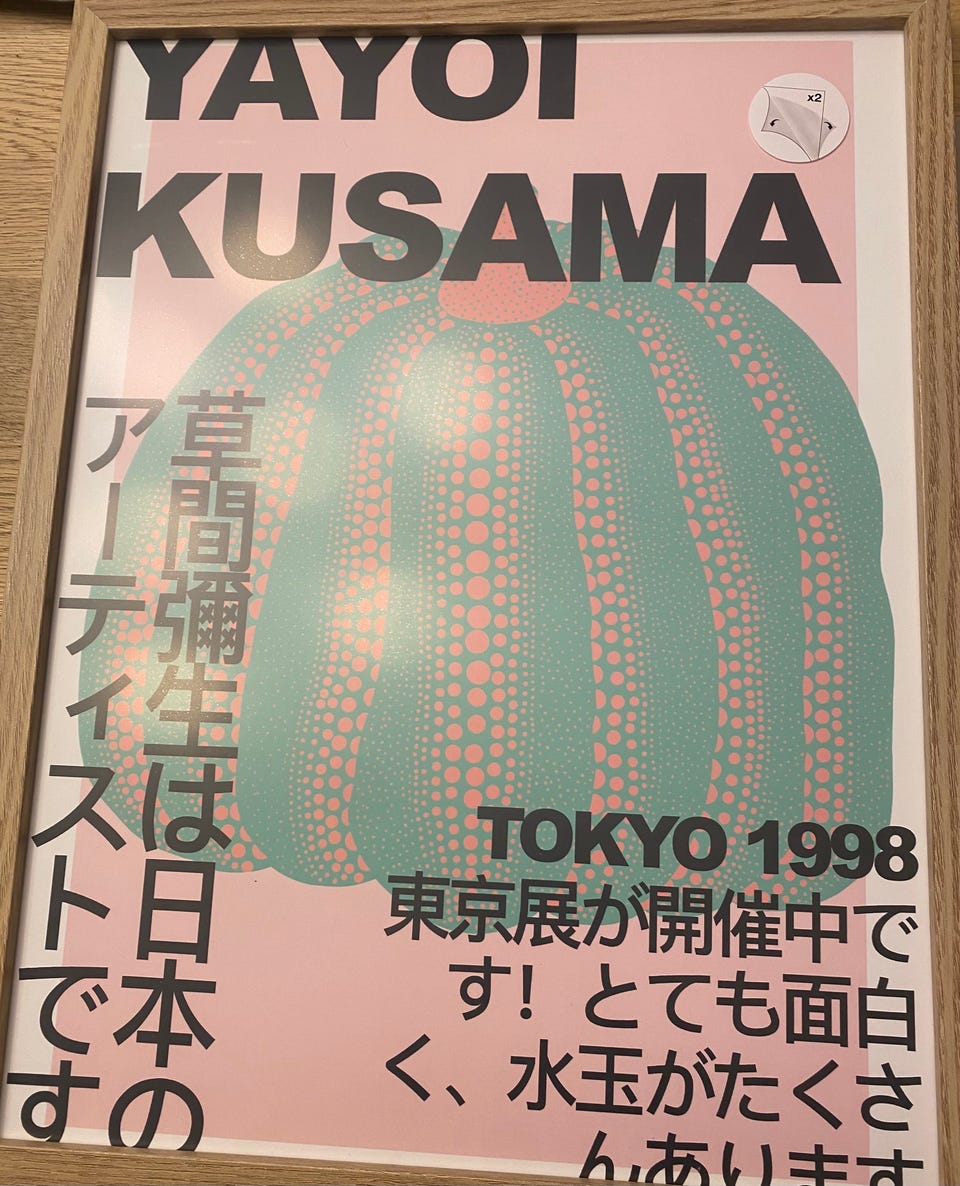 YAYOI
KUSAMA
x2
草間彌生は日本の
アーティストです
TOKYO 1998
東京展が開催中で
す！とても面白
く、水玉がたくさ
んあります